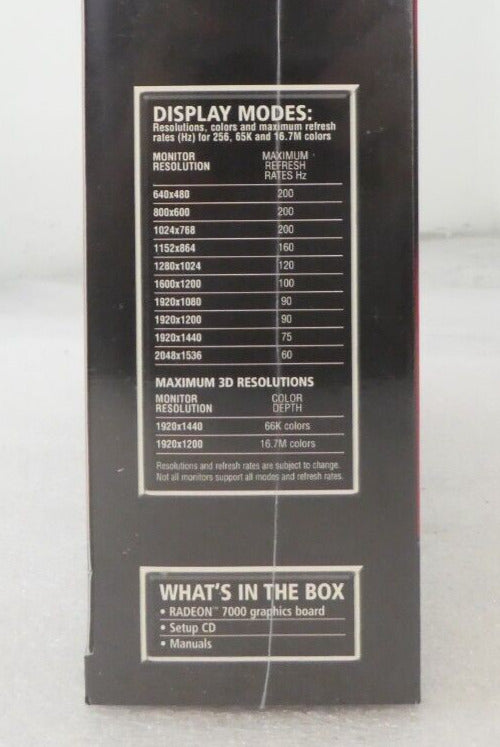 DISPLAY MODES:
Resolutions, colors and maximum refresh
rates (Hz) for 256, 65K and 16.7M colors
MONITOR RESOLUTION MAXIMUM REFRESH RATES Hz
640x480 200
800x600 200
1024x768 200
1152x864 160
1280x1024 120
1600x1200 100
1920x1080 90
1920x1200 90
1920x1440 75
2048x1536 60
MAXIMUM 3D RESOLUTIONS
MONITOR RESOLUTION COLOR DEPTH
1920x1440 66K colors
1920x1200 16.7M colors
Resolutions and refresh rates are subject to change.
Not all monitors support all modes and refresh rates.
WHAT'S IN THE BOX
• RADEON™ 7000 graphics board
• Setup CD
• Manuals